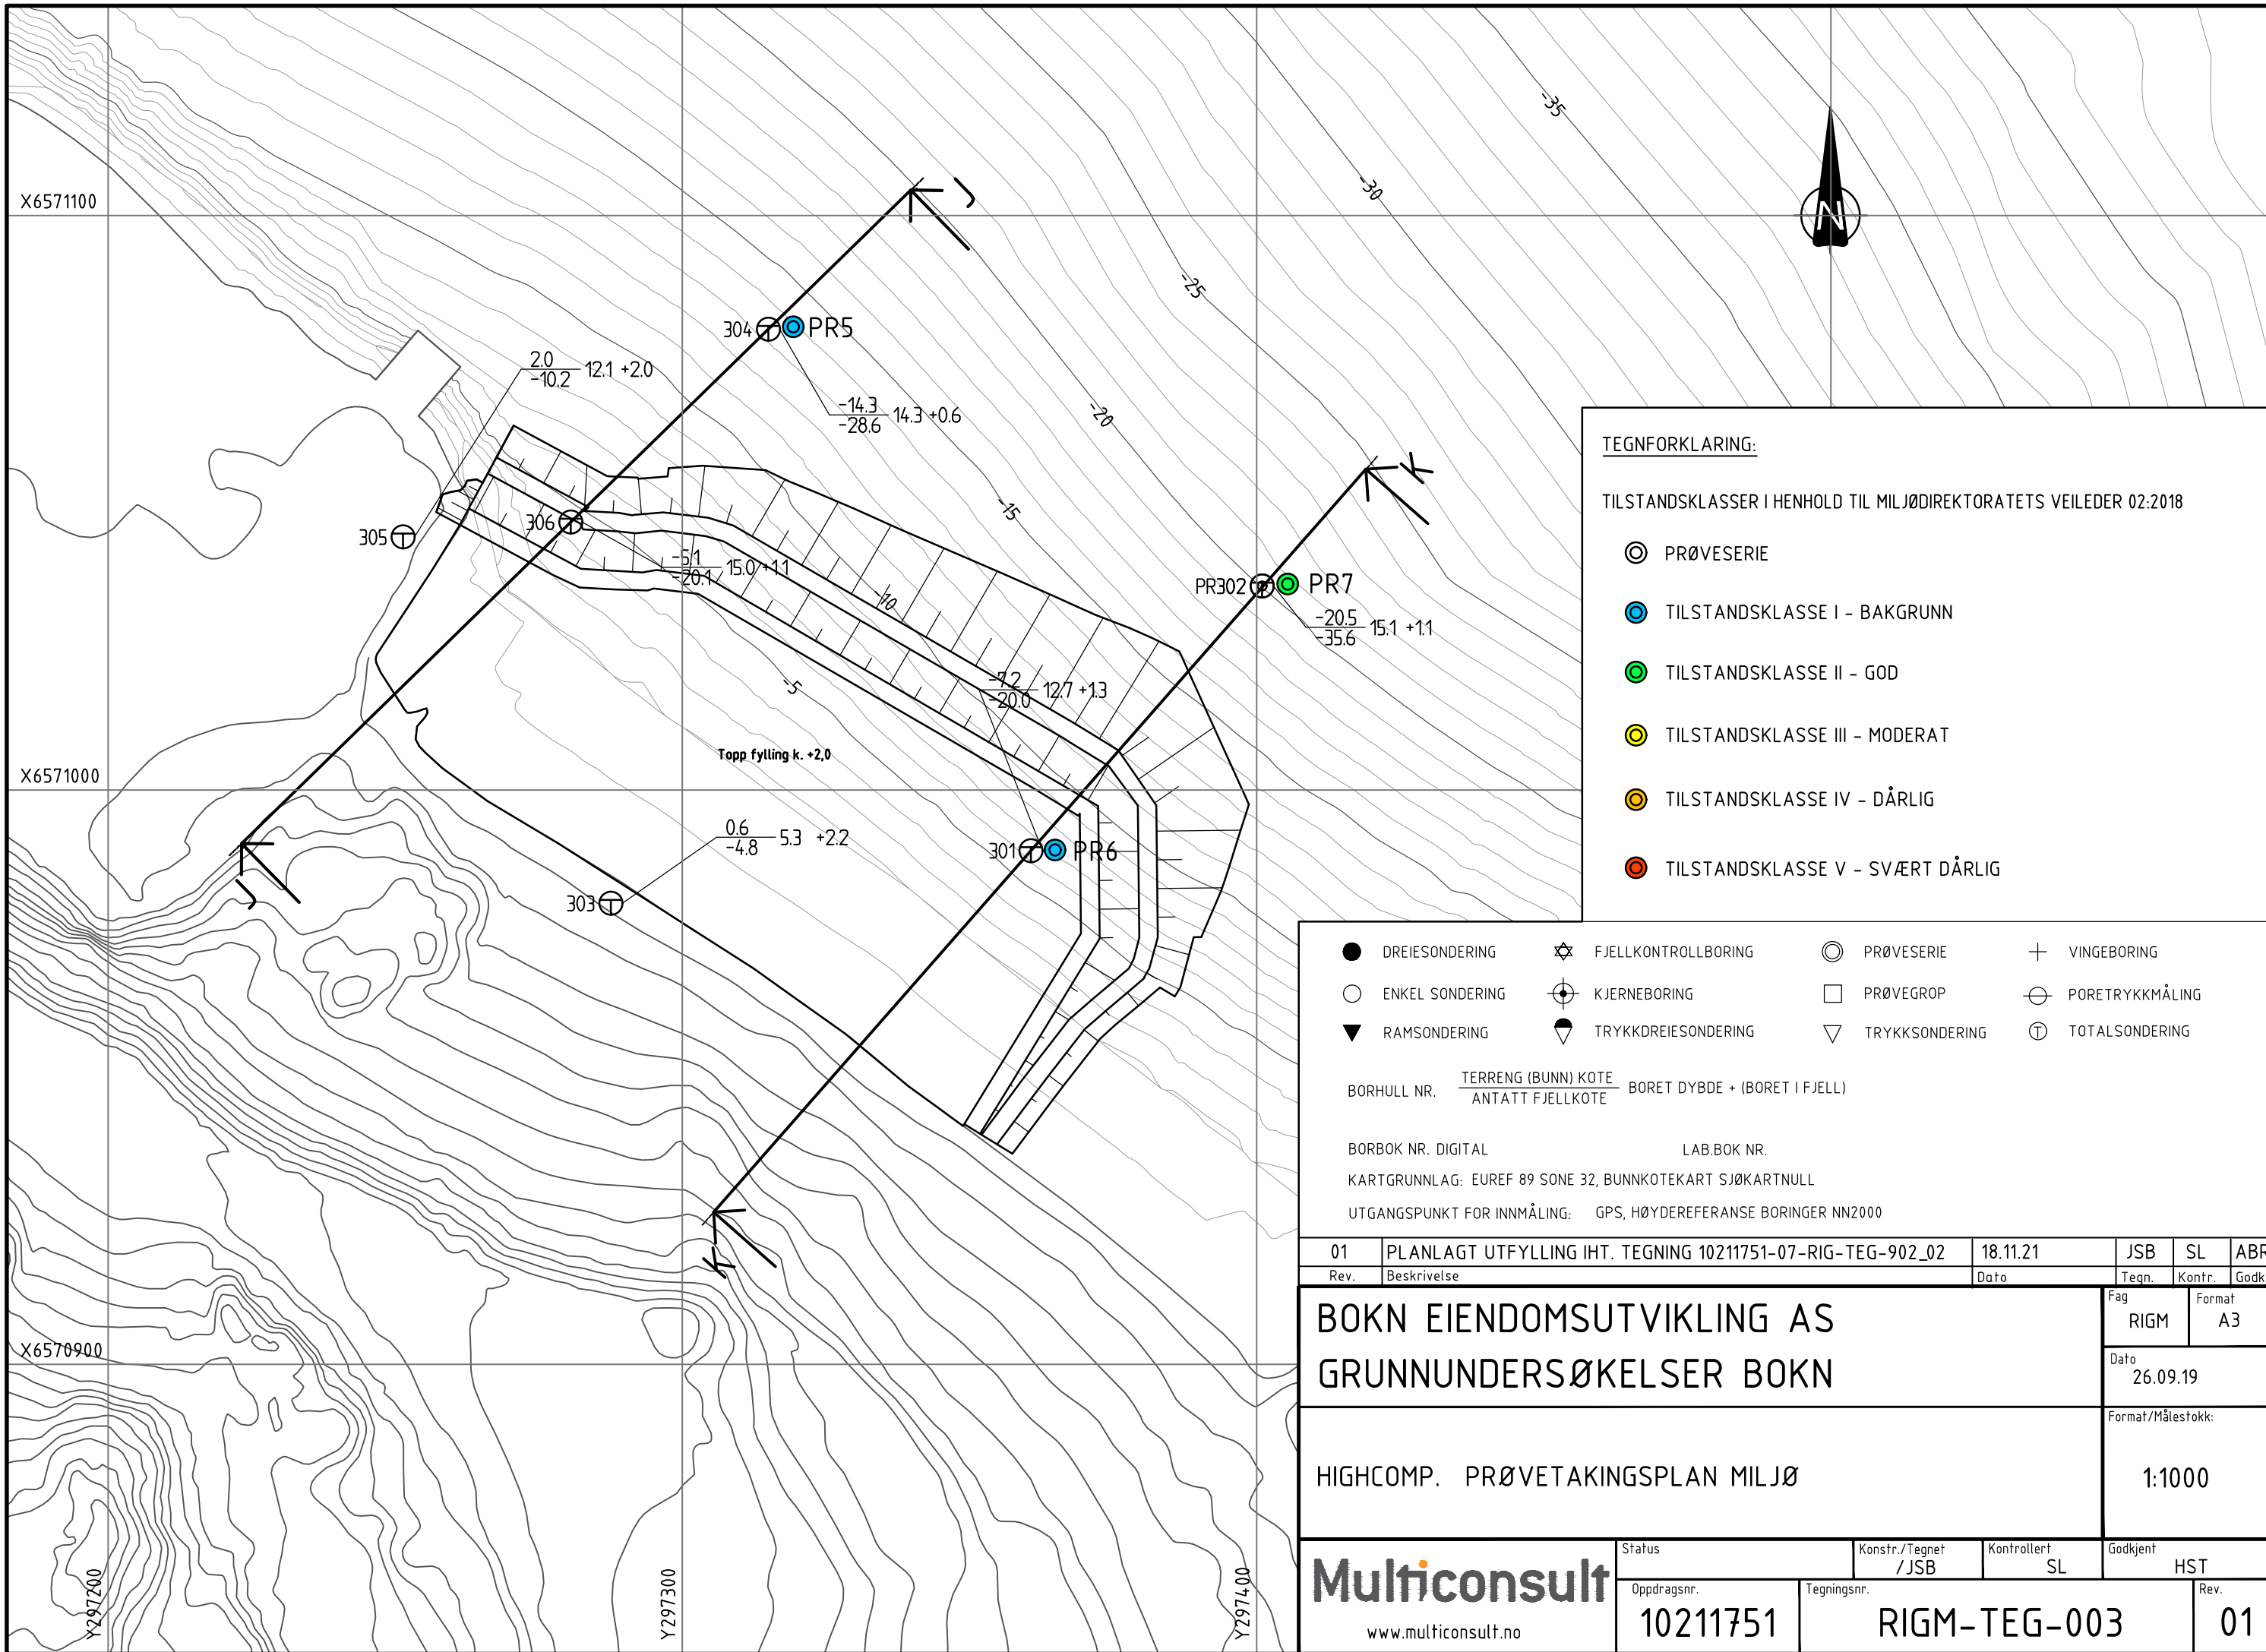 X6571100
X6571000
X6570900
Y297200
Y297300
Y297400
-35
-30
-25
-20
-15
-10
-5
N
J
J
K
K
304
PR5
-14.3
-28.6
14.3 +0.6
2.0
-10.2
12.1 +2.0
305
306
-5.1
-20.1
15.0 +1.1
PR302
PR7
-20.5
-35.6
15.1 +1.1
-7.2
-20.0
12.7 +1.3
Topp fylling k. +2,0
0.6
-4.8
5.3 +2.2
303
301
PR6
TEGNFORKLARING:
TILSTANDSKLASSER I HENHOLD TIL MILJØDIREKTORATETS VEILEDER 02:2018
PRØVESERIE
TILSTANDSKLASSE I - BAKGRUNN
TILSTANDSKLASSE II - GOD
TILSTANDSKLASSE III - MODERAT
TILSTANDSKLASSE IV - DÅRLIG
TILSTANDSKLASSE V - SVÆRT DÅRLIG
DREIESONDERING FJELLKONTROLLBORING PRØVESERIE VINGEBORING
ENKEL SONDERING KJERNEBORING PRØVEGROP PORETRYKKMÅLING
RAMSONDERING TRYKKDREIESONDERING TRYKKSONDERING TOTALSONDERING
BORHULL NR. TERRENG (BUNN) KOTE BORET DYBDE + (BORET I FJELL)
ANTATT FJELLKOTE
BORBOK NR. DIGITAL LAB.BOK NR.
KARTGRUNNLAG: EUREF 89 SONE 32, BUNNKOTEKART SJØKARTNULL
UTGANGSPUNKT FOR INNMÅLING: GPS, HØYDEREFERANSE BORINGER NN2000
01 PLANLAGT UTFYLLING IHT. TEGNING 10211751-07-RIG-TEG-902_02 18.11.21 JSB SL ABR
Rev. Beskrivelse Dato Tegn. Kontr. Godk
BOKN EIENDOMSUTVIKLING AS
GRUNNUNDERSØKELSER BOKN
Fag
RIGM
Format
A3
Dato
26.09.19
HIGHCOMP. PRØVETAKINGSPLAN MILJØ
Format/Målestokk:
1:1000
Multiconsult
www.multiconsult.no
Status
Konstr./Tegnet
/JSB
Kontrollert
SL
Godkjent
HST
Oppdragsnr.
10211751
Tegningsnr.
RIGM-TEG-003
Rev.
01